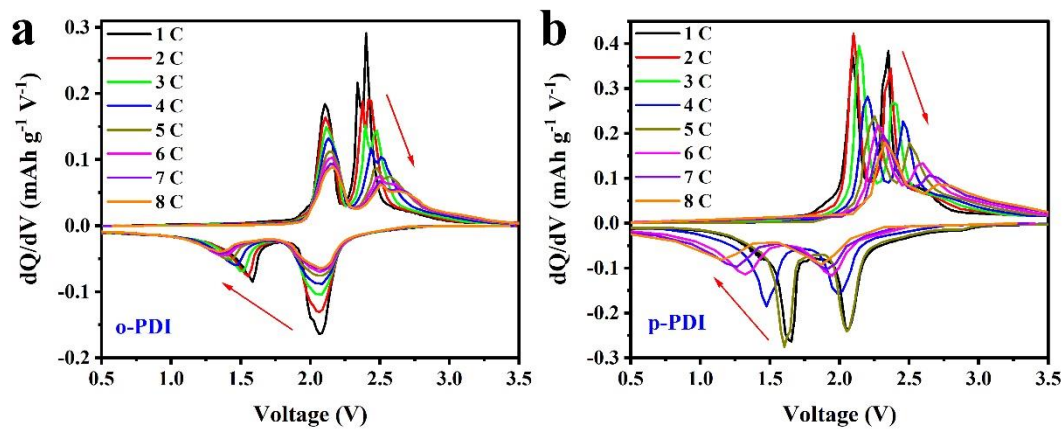 a
dQ/dV (mAh g⁻¹ V⁻¹)
0.3
0.2
0.1
0.0
-0.1
-0.2
1 C
2 C
3 C
4 C
5 C
6 C
7 C
8 C
o-PDI
0.5 1.0 1.5 2.0 2.5 3.0 3.5
Voltage (V)
b
dQ/dV (mAh g⁻¹ V⁻¹)
0.4
0.3
0.2
0.1
0.0
-0.1
-0.2
-0.3
1 C
2 C
3 C
4 C
5 C
6 C
7 C
8 C
p-PDI
0.5 1.0 1.5 2.0 2.5 3.0 3.5
Voltage (V)